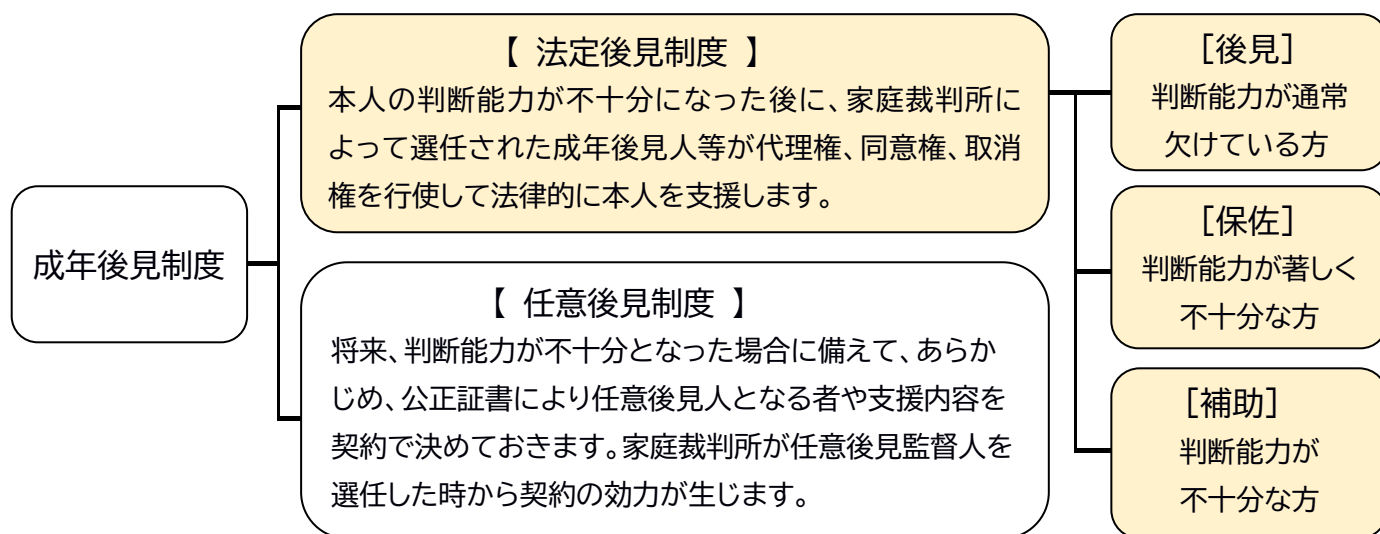 成年後見制度
【 法定後見制度 】
本人の判断能力が不十分になった後に、家庭裁判所に
よって選任された成年後見人等が代理権、同意権、取消
権を行使して法律的に本人を支援します。
【 任意後見制度 】
将来、判断能力が不十分となった場合に備えて、あらか
じめ、公正証書により任意後見人となる者や支援内容を
契約で決めておきます。家庭裁判所が任意後見監督人を
選任した時から契約の効力が生じます。
[後見]
判断能力が通常
欠けている方
[保佐]
判断能力が著しく
不十分な方
[補助]
判断能力が
不十分な方